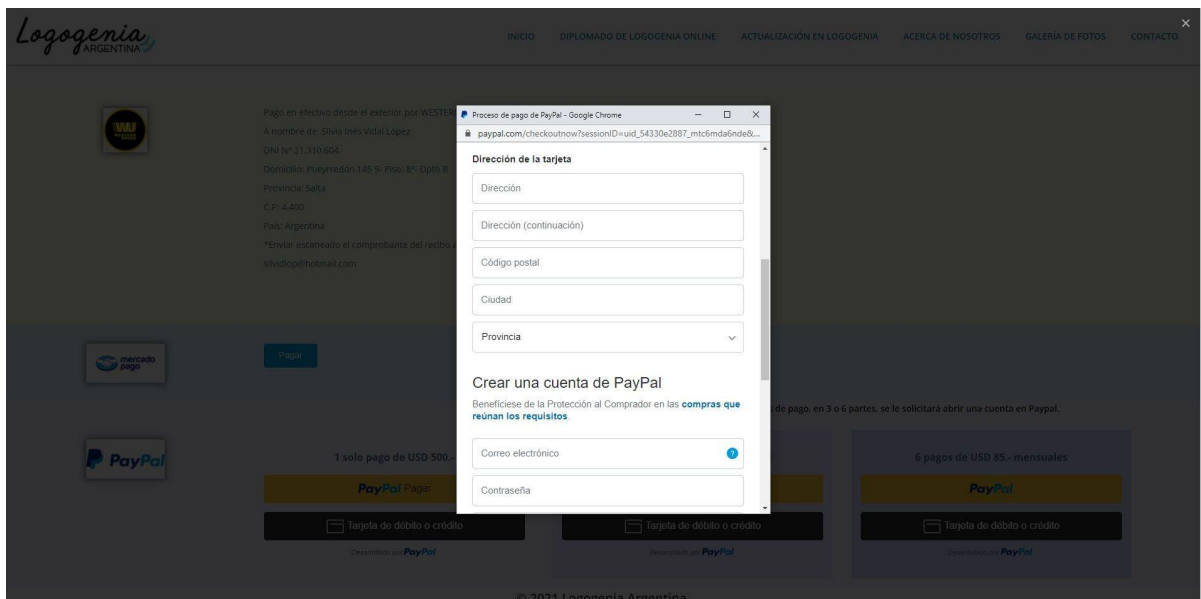 Logogenia
ARGENTINA
INICIO
DIPLOMADO DE LOGOGENIA ONLINE
ACTUALIZACIÓN EN LOGOGENIA
ACERCA DE NOSOTROS
GALERÍA DE FOTOS
CONTACTO
WU
WESTERN UNION
Pago en efectivo desde el exterior por WESTER
A nombre de: Silvia Inés Vidal López
DNI N° 21.310.604
Domicilio: Pueyrredón 145 9- Piso: 8°- Dpto B
Provincia: Salta
C.P: 4.400
País: Argentina
*Enviar escaneado el comprobante del recibo
silvidlop@hotmail.com
Proceso de pago de PayPal - Google Chrome
paypal.com/checkoutnow?sessionID=uid_54330e2887_mtc6mda6nde&...
Dirección de la tarjeta
Dirección
Dirección (continuación)
Código postal
Ciudad
Provincia
Crear una cuenta de PayPal
Benefíciese de la Protección al Comprador en las compras que
reúnan los requisitos.
Correo electrónico
?
Contraseña
mercado
pago
Pagar
de pago, en 3 o 6 partes, se le solicitará abrir una cuenta en Paypal.
PayPal
1 solo pago de USD 500.-
PayPal Pagar
Tarjeta de débito o crédito
Desarrollado por PayPal
Tarjeta de débito o crédito
Desarrollado por PayPal
6 pagos de USD 85.- mensuales
PayPal
Tarjeta de débito o crédito
Desarrollado por PayPal
© 2021 Logogenia Argentina